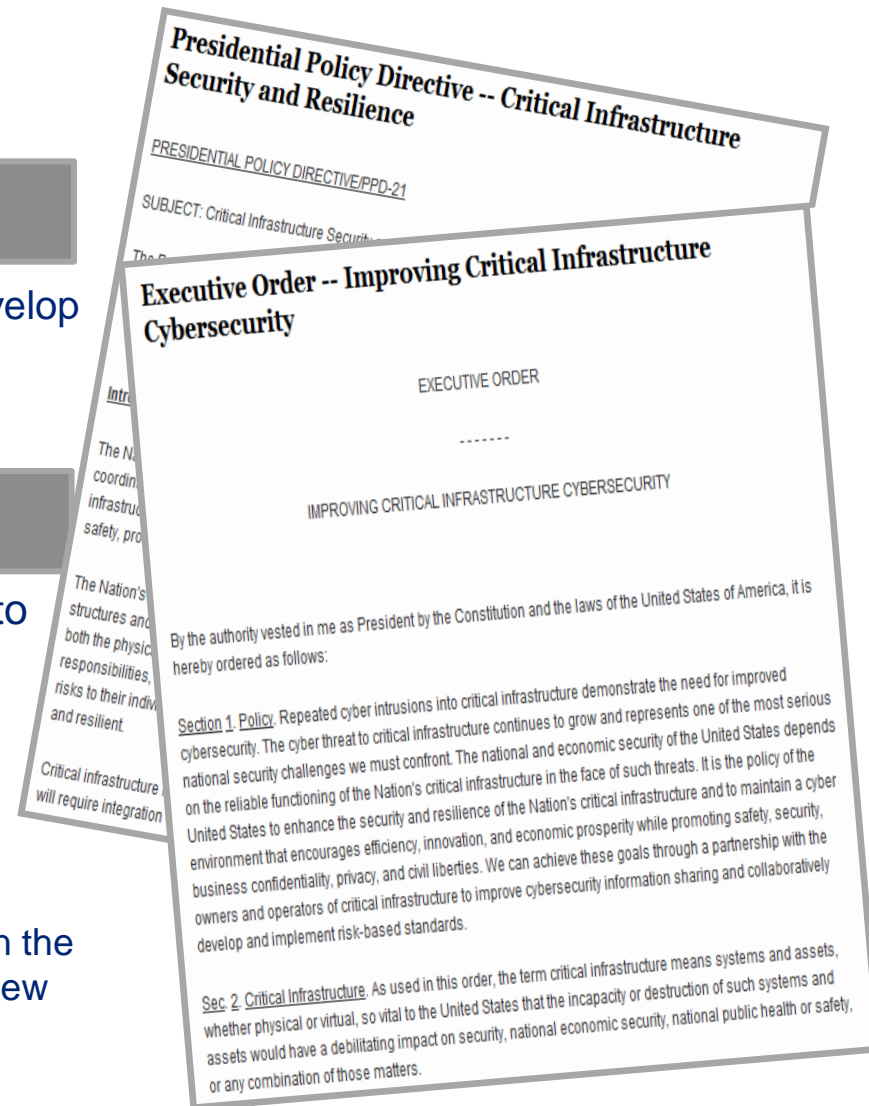 Presidential Policy Directive -- Critical Infrastructure
Security and Resilience
PRESIDENTIAL POLICY DIRECTIVE/PPD-21
SUBJECT: Critical Infrastructure Security
The
Intro
The
coordin
infrastruc
safety, pro
The Nation's
structures and
both the physic
responsibilities,
risks to their indiv
and resilient.
Critical infrastructure
will require integration
Executive Order -- Improving Critical Infrastructure
Cybersecurity
EXECUTIVE ORDER
- - - - - - -
IMPROVING CRITICAL INFRASTRUCTURE CYBERSECURITY
By the authority vested in me as President by the Constitution and the laws of the United States of America, it is
hereby ordered as follows:
Section 1. Policy. Repeated cyber intrusions into critical infrastructure demonstrate the need for improved
cybersecurity. The cyber threat to critical infrastructure continues to grow and represents one of the most serious
national security challenges we must confront. The national and economic security of the United States depends
on the reliable functioning of the Nation's critical infrastructure in the face of such threats. It is the policy of the
United States to enhance the security and resilience of the Nation's critical infrastructure and to maintain a cyber
environment that encourages efficiency, innovation, and economic prosperity while promoting safety, security,
business confidentiality, privacy, and civil liberties. We can achieve these goals through a partnership with the
owners and operators of critical infrastructure to improve cybersecurity information sharing and collaboratively
develop and implement risk-based standards.
Sec. 2. Critical Infrastructure. As used in this order, the term critical infrastructure means systems and assets,
whether physical or virtual, so vital to the United States that the incapacity or destruction of such systems and
assets would have a debilitating impact on security, national economic security, national public health or safety,
or any combination of those matters.
velop
to
n the
ew